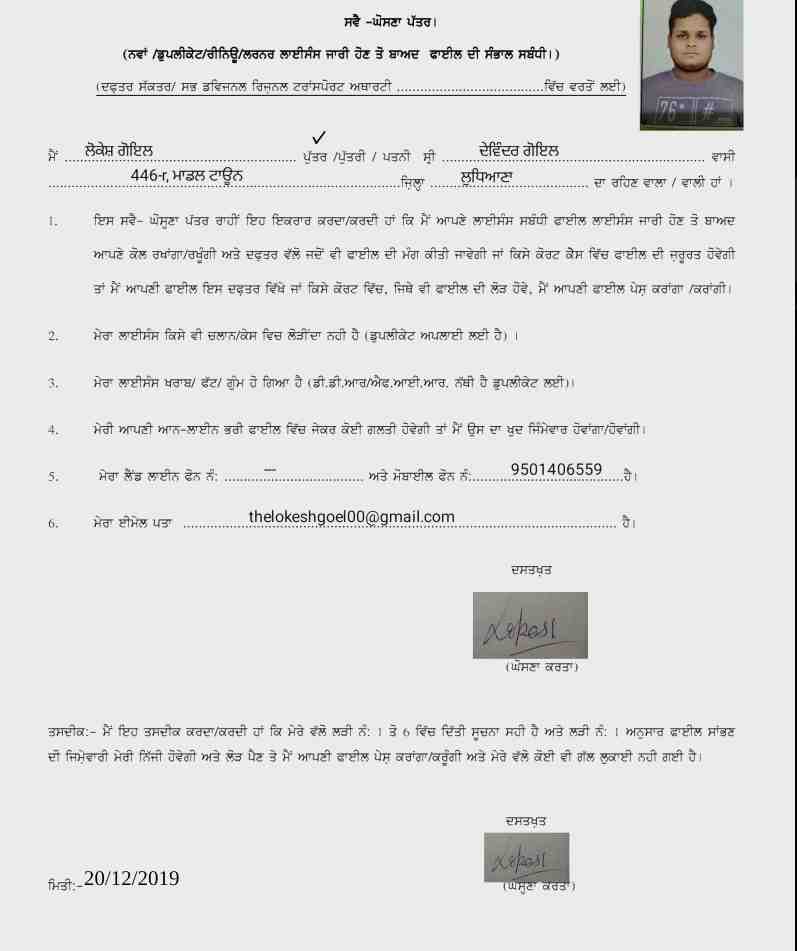 ਸਵੈ -ਘੋਸਣਾ ਪੱਤਰ।
(ਨਵਾਂ /ਡੁਪਲੀਕੇਟ/ਰੀਨਿਊ/ਲਰਨਰ ਲਾਈਸੰਸ ਜਾਰੀ ਹੋਣ ਤੋ ਬਾਅਦ ਫਾਈਲ ਦੀ ਸੰਭਾਲ ਸਬੰਧੀ।)
(ਦਫ਼ਤਰ ਸੱਕਤਰ/ ਸਭ ਡਵਿਜਨਲ ਰਿਜਨਲ ਟਰਾਂਸਪੋਰਟ ਅਥਾਰਟੀ ......................................ਵਿੱਚ ਵਰਤੋਂ ਲਈ)
76° #
ਮੈਂ ......ਲੋਕੇਸ਼ ਗੋਇਲ...................................... ✓ ਪੁੱਤਰ /ਪੁੱਤਰੀ / ਪਤਨੀ ਸ੍ਰੀ ..........ਦੇਵਿੰਦਰ ਗੋਇਲ...................................... ਵਾਸੀ
......................446-r, ਮਾਡਲ ਟਾਊਨ........................................ਜ਼ਿਲ੍ਹਾ ........ਲੁਧਿਆਣਾ.................... ਦਾ ਰਹਿਣ ਵਾਲਾ / ਵਾਲੀ ਹਾਂ ।
1. ਇਸ ਸਵੈ- ਘੋਸ਼ਣਾ ਪੱਤਰ ਰਾਹੀਂ ਇਹ ਇਕਰਾਰ ਕਰਦਾ/ਕਰਦੀ ਹਾਂ ਕਿ ਮੈਂ ਆਪਣੇ ਲਾਈਸੰਸ ਸਬੰਧੀ ਫਾਈਲ ਲਾਈਸੰਸ ਜਾਰੀ ਹੋਣ ਤੋ ਬਾਅਦ
ਆਪਣੇ ਕੋਲ ਰਖਾਂਗਾ/ਰਖੂੰਗੀ ਅਤੇ ਦਫ਼ਤਰ ਵੱਲੋ ਜਦੋਂ ਵੀ ਫਾਈਲ ਦੀ ਮੰਗ ਕੀਤੀ ਜਾਵੇਗੀ ਜਾਂ ਕਿਸੇ ਕੋਰਟ ਕੇਸ ਵਿੱਚ ਫਾਈਲ ਦੀ ਜ਼ਰੂਰਤ ਹੋਵੇਗੀ
ਤਾਂ ਮੈਂ ਆਪਣੀ ਫਾਈਲ ਇਸ ਦਫ਼ਤਰ ਵਿੱਖੇ ਜਾਂ ਕਿਸੇ ਕੋਰਟ ਵਿੱਚ, ਜਿਥੇ ਵੀ ਫਾਈਲ ਦੀ ਲੋੜ ਹੋਵੇ, ਮੈਂ ਆਪਣੀ ਫਾਈਲ ਪੇਸ਼ ਕਰਾਂਗਾ /ਕਰਾਂਗੀ।
2. ਮੇਰਾ ਲਾਈਸੰਸ ਕਿਸੇ ਵੀ ਚਲਾਨ/ਕੇਸ ਵਿਚ ਲੋੜੀਂਦਾ ਨਹੀ ਹੈ (ਡੁਪਲੀਕੇਟ ਅਪਲਾਈ ਲਈ ਹੈ) ।
3. ਮੇਰਾ ਲਾਈਸੰਸ ਖਰਾਬ/ ਫੱਟ/ ਗੁੰਮ ਹੋ ਗਿਆ ਹੈ (ਡੀ.ਡੀ.ਆਰ/ਐਫ.ਆਈ.ਆਰ. ਨੱਥੀ ਹੈ ਡੁਪਲੀਕੇਟ ਲਈ)।
4. ਮੇਰੀ ਆਪਣੀ ਆਨ-ਲਾਈਨ ਭਰੀ ਫਾਈਲ ਵਿੱਚ ਜੇਕਰ ਕੋਈ ਗਲਤੀ ਹੋਵੇਗੀ ਤਾਂ ਮੈਂ ਉਸ ਦਾ ਖੁਦ ਜਿੰਮੇਵਾਰ ਹੋਵਾਂਗਾ/ਹੋਵਾਂਗੀ।
5. ਮੇਰਾ ਲੈਂਡ ਲਾਈਨ ਫੋਨ ਨੰ: ..........—.................... ਅਤੇ ਮੋਬਾਈਲ ਫੋਨ ਨੰ:..........9501406559......ਹੈ।
6. ਮੇਰਾ ਈਮੇਲ ਪਤਾ ................thelokeshgoel00@gmail.com.......................................... ਹੈ।
ਦਸਤਖ਼ਤ
(ਘੋਸਣਾ ਕਰਤਾ)
ਤਸਦੀਕ:- ਮੈਂ ਇਹ ਤਸਦੀਕ ਕਰਦਾ/ਕਰਦੀ ਹਾਂ ਕਿ ਮੇਰੇ ਵੱਲੋ ਲੜੀ ਨੰ: 1 ਤੋ 6 ਵਿੱਚ ਦਿੱਤੀ ਸੂਚਨਾ ਸਹੀ ਹੈ ਅਤੇ ਲੜੀ ਨੰ: 1 ਅਨੁਸਾਰ ਫਾਈਲ ਸਾਂਭਣ
ਦੀ ਜਿਮੇਵਾਰੀ ਮੇਰੀ ਨਿੱਜੀ ਹੋਵੇਗੀ ਅਤੇ ਲੋੜ ਪੈਣ ਤੇ ਮੈਂ ਆਪਣੀ ਫਾਈਲ ਪੇਸ਼ ਕਰਾਂਗਾ/ਕਰੂੰਗੀ ਅਤੇ ਮੇਰੇ ਵੱਲੋ ਕੋਈ ਵੀ ਗੱਲ ਲੁਕਾਈ ਨਹੀ ਗਈ ਹੈ।
ਦਸਤਖ਼ਤ
(ਘੋਸ਼ਣਾ ਕਰਤਾ)
ਮਿਤੀ:-20/12/2019